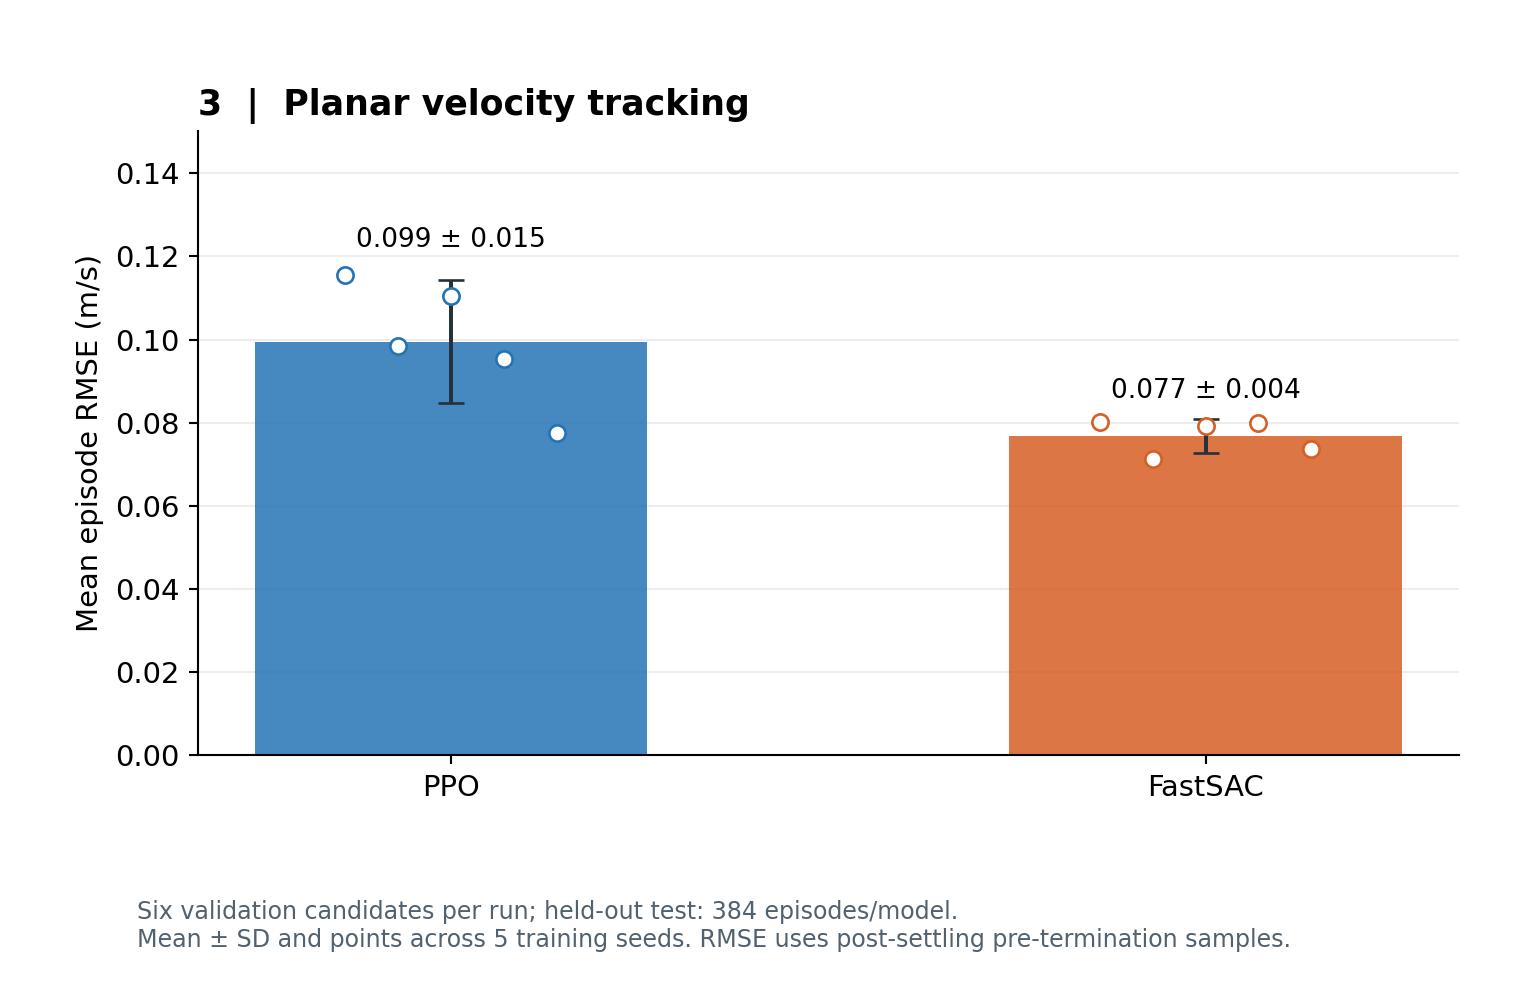 3 | Planar velocity tracking
Mean episode RMSE (m/s)
0.14
0.12
0.10
0.08
0.06
0.04
0.02
0.00
0.099 ± 0.015
0.077 ± 0.004
PPO
FastSAC
Six validation candidates per run; held-out test: 384 episodes/model.
Mean ± SD and points across 5 training seeds. RMSE uses post-settling pre-termination samples.